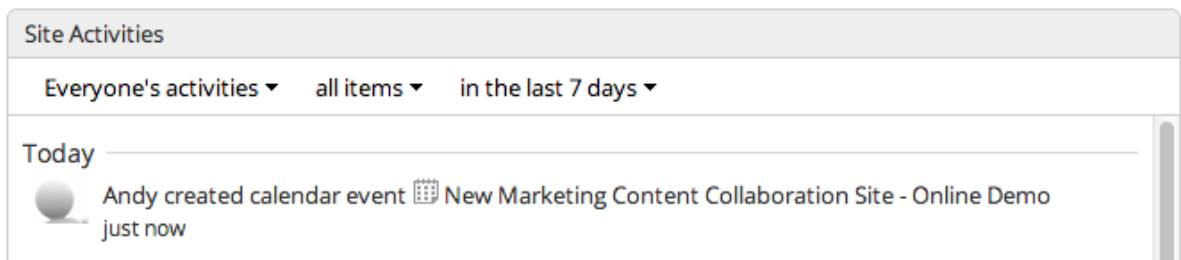 Site Activities
Everyone's activities all items in the last 7 days
Today
Andy created calendar event New Marketing Content Collaboration Site - Online Demo
just now